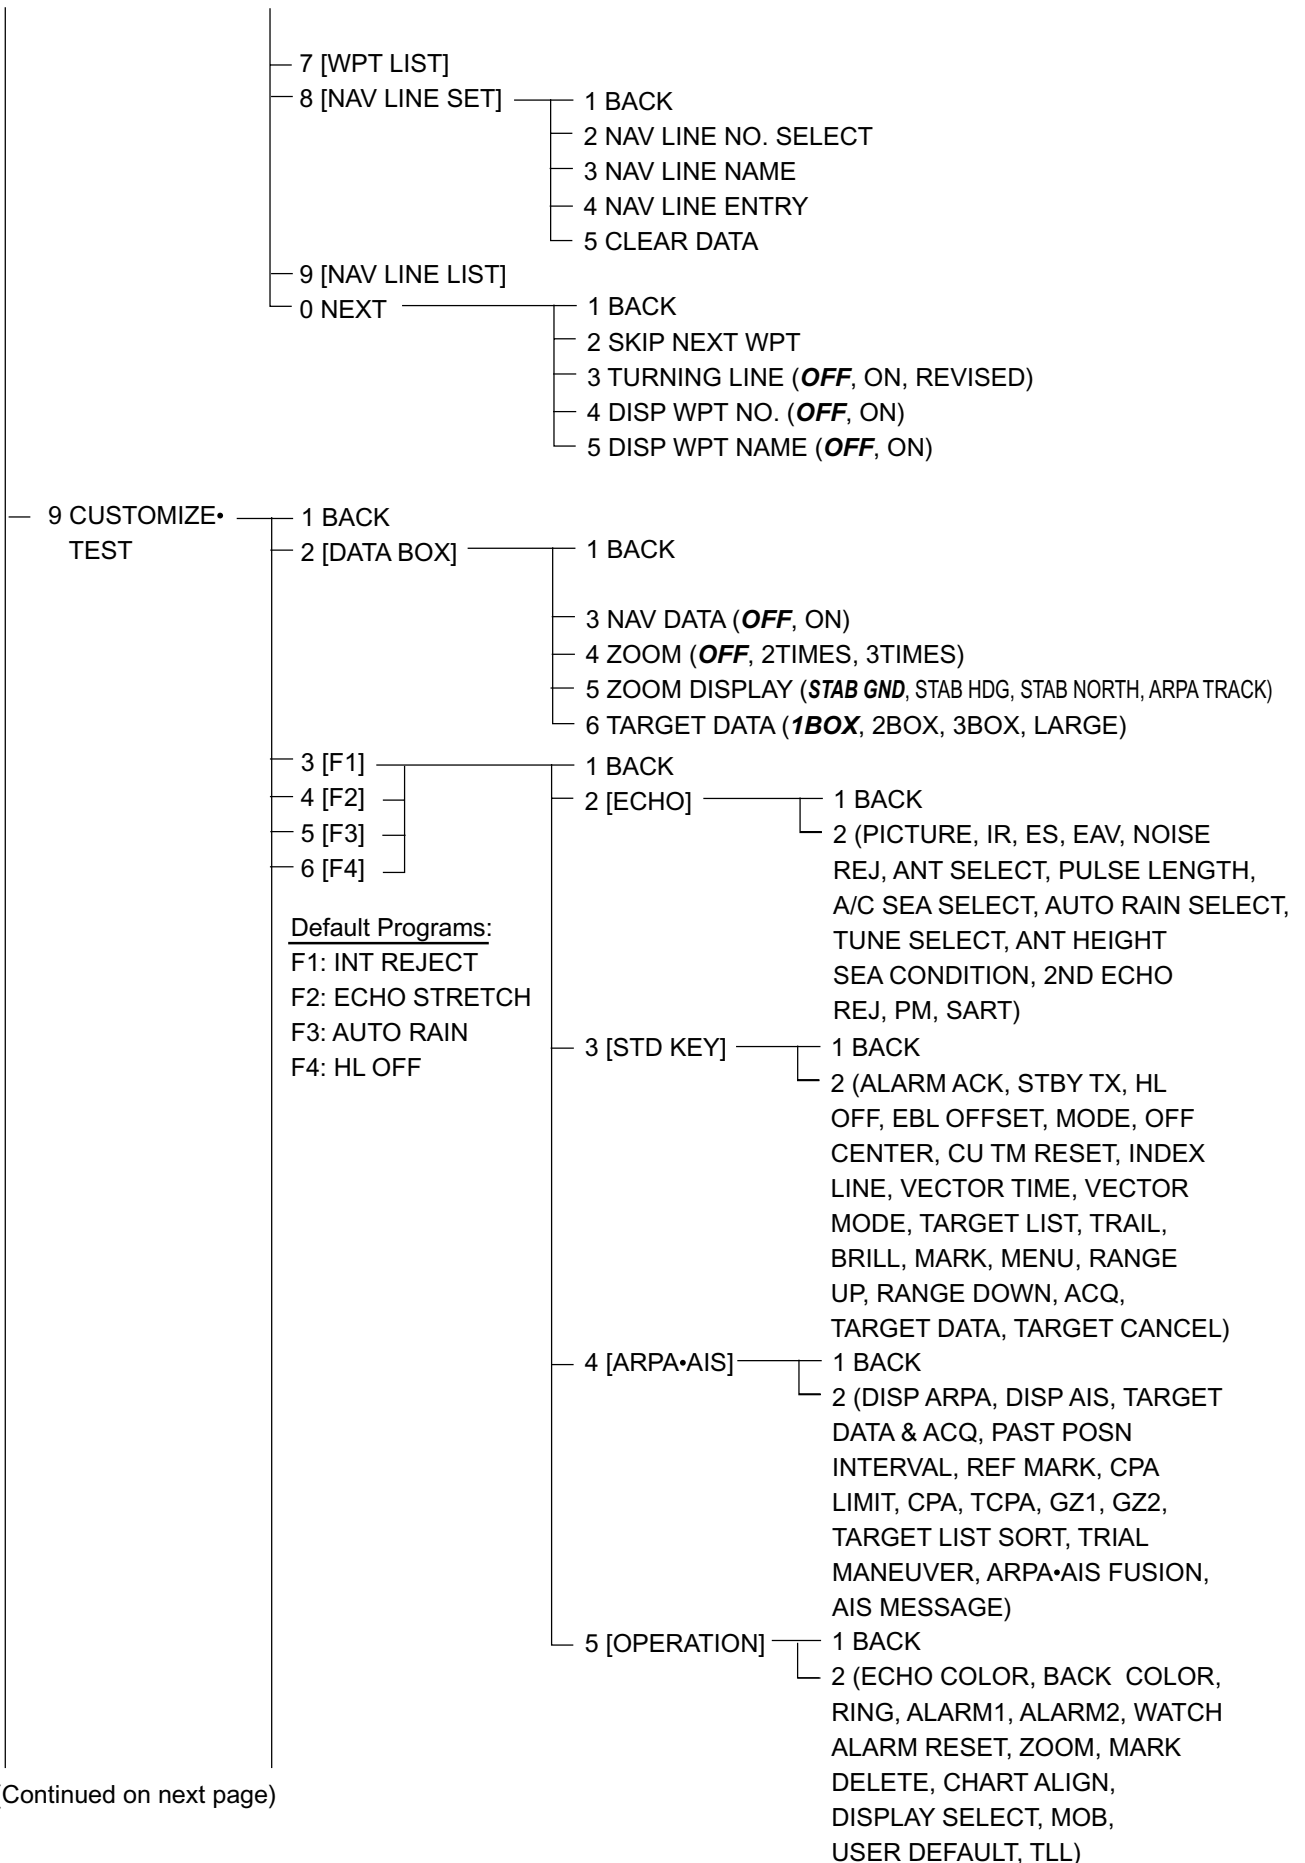 7 [WPT LIST]
8 [NAV LINE SET]
1 BACK
2 NAV LINE NO. SELECT
3 NAV LINE NAME
4 NAV LINE ENTRY
5 CLEAR DATA
9 [NAV LINE LIST]
0 NEXT
1 BACK
2 SKIP NEXT WPT
3 TURNING LINE (OFF, ON, REVISED)
4 DISP WPT NO. (OFF, ON)
5 DISP WPT NAME (OFF, ON)
9 CUSTOMIZE•
TEST
1 BACK
2 [DATA BOX]
1 BACK
3 NAV DATA (OFF, ON)
4 ZOOM (OFF, 2TIMES, 3TIMES)
5 ZOOM DISPLAY (STAB GND, STAB HDG, STAB NORTH, ARPA TRACK)
6 TARGET DATA (1BOX, 2BOX, 3BOX, LARGE)
3 [F1]
4 [F2]
5 [F3]
6 [F4]
Default Programs:
F1: INT REJECT
F2: ECHO STRETCH
F3: AUTO RAIN
F4: HL OFF
1 BACK
2 [ECHO]
1 BACK
2 (PICTURE, IR, ES, EAV, NOISE
REJ, ANT SELECT, PULSE LENGTH,
A/C SEA SELECT, AUTO RAIN SELECT,
TUNE SELECT, ANT HEIGHT
SEA CONDITION, 2ND ECHO
REJ, PM, SART)
3 [STD KEY]
1 BACK
2 (ALARM ACK, STBY TX, HL
OFF, EBL OFFSET, MODE, OFF
CENTER, CU TM RESET, INDEX
LINE, VECTOR TIME, VECTOR
MODE, TARGET LIST, TRAIL,
BRILL, MARK, MENU, RANGE
UP, RANGE DOWN, ACQ,
TARGET DATA, TARGET CANCEL)
4 [ARPA•AIS]
1 BACK
2 (DISP ARPA, DISP AIS, TARGET
DATA & ACQ, PAST POSN
INTERVAL, REF MARK, CPA
LIMIT, CPA, TCPA, GZ1, GZ2,
TARGET LIST SORT, TRIAL
MANEUVER, ARPA•AIS FUSION,
AIS MESSAGE)
5 [OPERATION]
1 BACK
2 (ECHO COLOR, BACK COLOR,
RING, ALARM1, ALARM2, WATCH
ALARM RESET, ZOOM, MARK
DELETE, CHART ALIGN,
DISPLAY SELECT, MOB,
USER DEFAULT, TLL)
(Continued on next page)